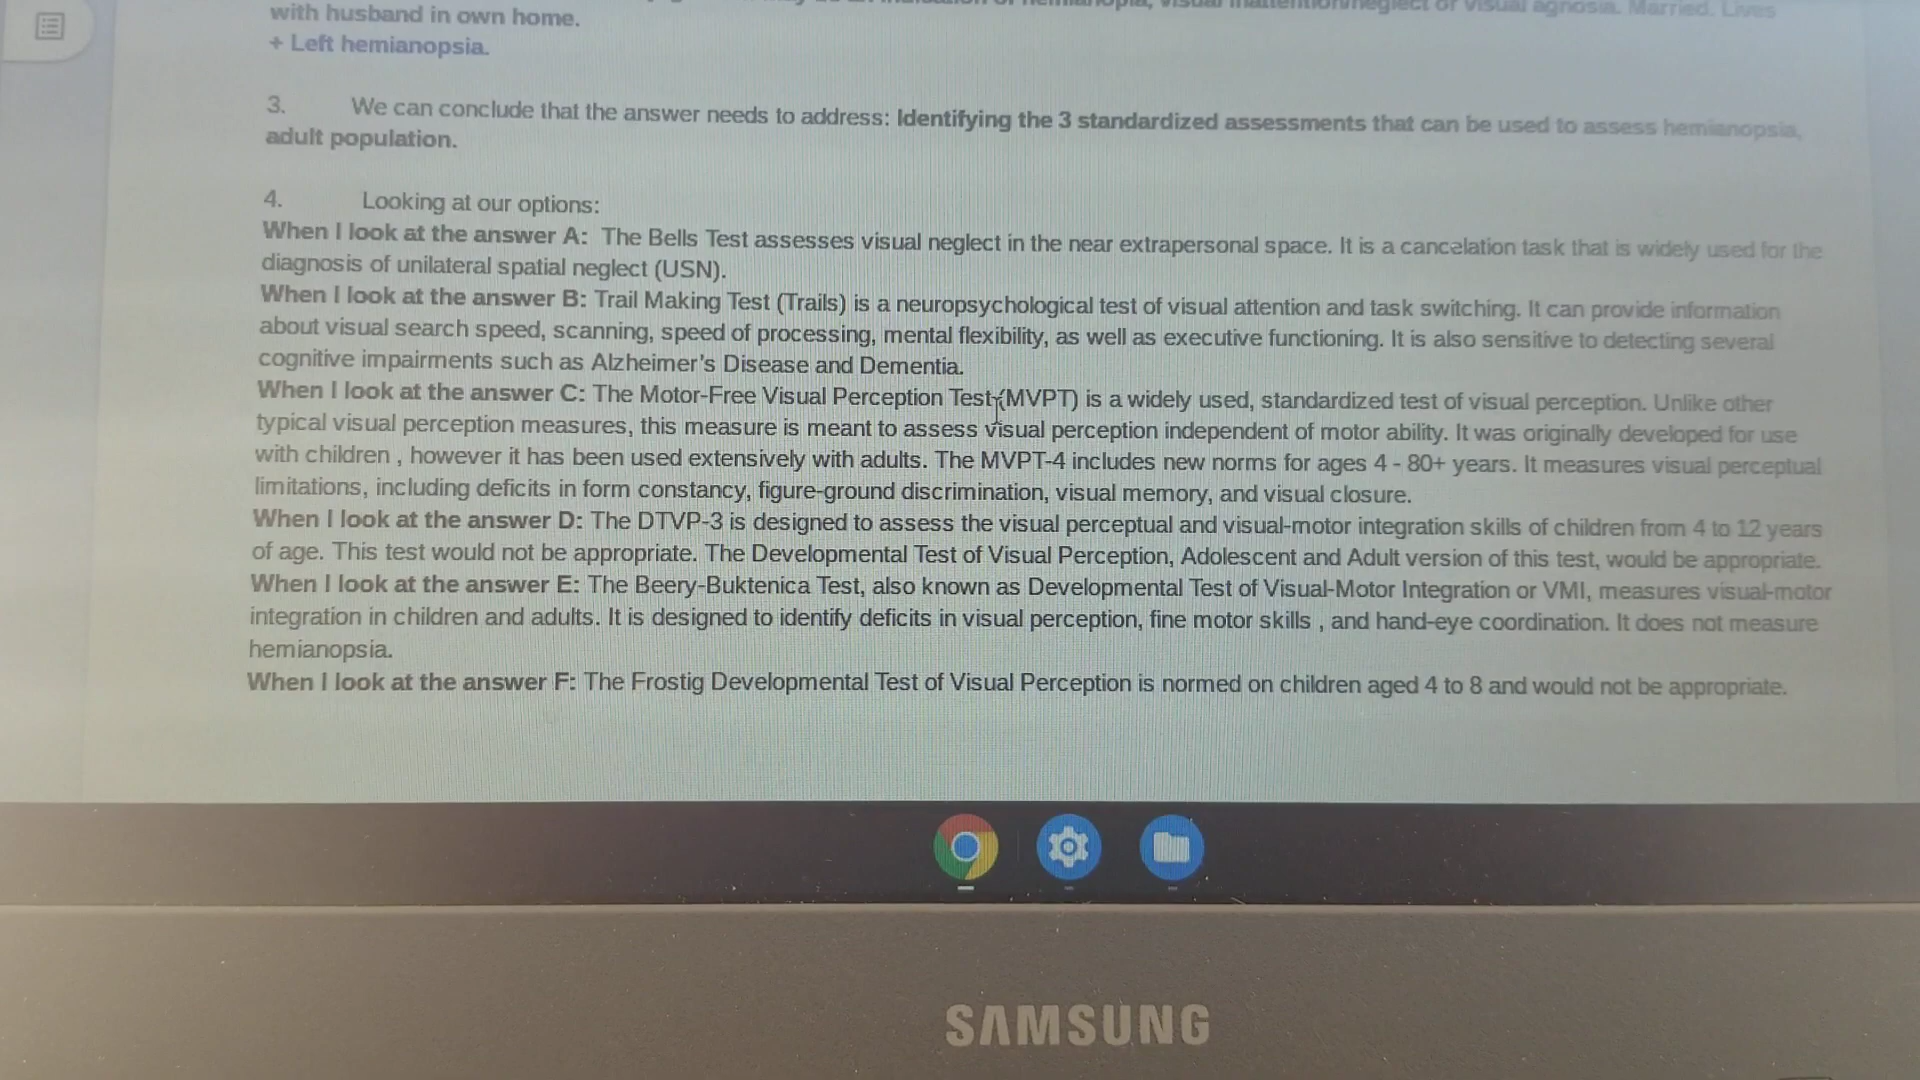 hemianopia, visual inattention/neglect or visual agnosia. Married. Lives
with husband in own home.
+ Left hemianopsia.
3. We can conclude that the answer needs to address: Identifying the 3 standardized assessments that can be used to assess hemianopsia,
adult population.
4. Looking at our options:
When I look at the answer A: The Bells Test assesses visual neglect in the near extrapersonal space. It is a cancelation task that is widely used for the
diagnosis of unilateral spatial neglect (USN).
When I look at the answer B: Trail Making Test (Trails) is a neuropsychological test of visual attention and task switching. It can provide information
about visual search speed, scanning, speed of processing, mental flexibility, as well as executive functioning. It is also sensitive to detecting several
cognitive impairments such as Alzheimer's Disease and Dementia.
When I look at the answer C: The Motor-Free Visual Perception Test (MVPT) is a widely used, standardized test of visual perception. Unlike other
typical visual perception measures, this measure is meant to assess visual perception independent of motor ability. It was originally developed for use
with children , however it has been used extensively with adults. The MVPT-4 includes new norms for ages 4 - 80+ years. It measures visual perceptual
limitations, including deficits in form constancy, figure-ground discrimination, visual memory, and visual closure.
When I look at the answer D: The DTVP-3 is designed to assess the visual perceptual and visual-motor integration skills of children from 4 to 12 years
of age. This test would not be appropriate. The Developmental Test of Visual Perception, Adolescent and Adult version of this test, would be appropriate.
When I look at the answer E: The Beery-Buktenica Test, also known as Developmental Test of Visual-Motor Integration or VMI, measures visual-motor
integration in children and adults. It is designed to identify deficits in visual perception, fine motor skills , and hand-eye coordination. It does not measure
hemianopsia.
When I look at the answer F: The Frostig Developmental Test of Visual Perception is normed on children aged 4 to 8 and would not be appropriate.
SAMSUNG